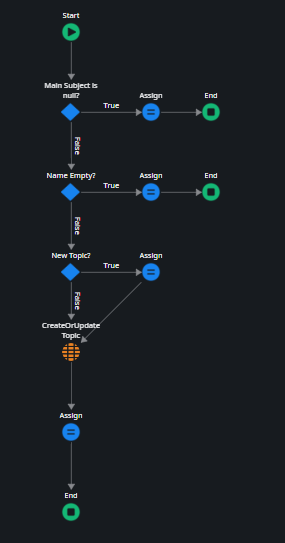 Start
Main Subject is
null?
True
Assign
End
False
Name Empty?
True
Assign
End
False
New Topic?
True
Assign
False
CreateOrUpdate
Topic
Assign
End